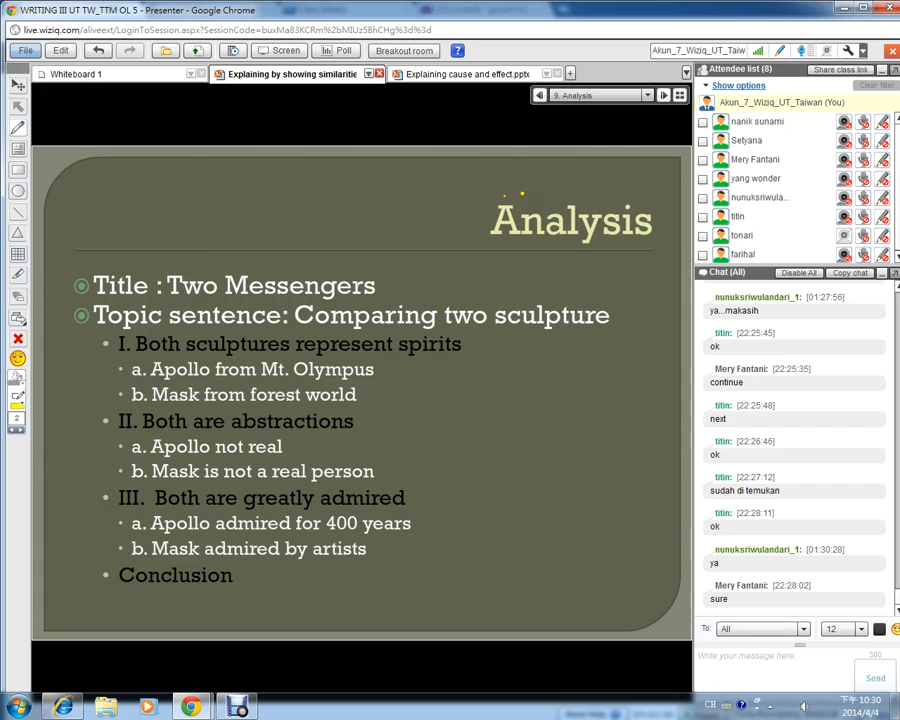 WRITING III UT TW_TTM OL 5 - Presenter - Google Chrome
live.wiziq.com/aliveext/LoginToSession.aspx?SessionCode=buxMa83KCRm%2bMIUz5BhCHg%3d%3d
File Edit Screen Poll Breakout room ? Akun_7_Wiziq_UT_Taiw
Whiteboard 1 Explaining by showing similaritie Explaining cause and effect.pptx
9. Analysis
Analysis
Title : Two Messengers
Topic sentence: Comparing two sculpture
I. Both sculptures represent spirits
a. Apollo from Mt. Olympus
b. Mask from forest world
II. Both are abstractions
a. Apollo not real
b. Mask is not a real person
III. Both are greatly admired
a. Apollo admired for 400 years
b. Mask admired by artists
Conclusion
2
Attendee list (8) Share class link
Show options Clear filter
Akun_7_Wiziq_UT_Taiwan (You)
nanik sunarni
Setyana
Mery Fantani
yang wonder
nunuksriwula...
titin
tonari
farihal
Chat (All) Disable All Copy chat
nunuksriwulandari_1: [01:27:56]
ya...makasih
titin: [22:25:45]
ok
Mery Fantani: [22:25:35]
continue
titin: [22:25:48]
next
titin: [22:26:46]
ok
titin: [22:27:12]
sudah di temukan
titin: [22:28:11]
ok
nunuksriwulandari_1: [01:30:28]
ya
Mery Fantani: [22:28:02]
sure
To: All 12
Write your message here 300
Send
CH
下午 10:30
2014/4/4